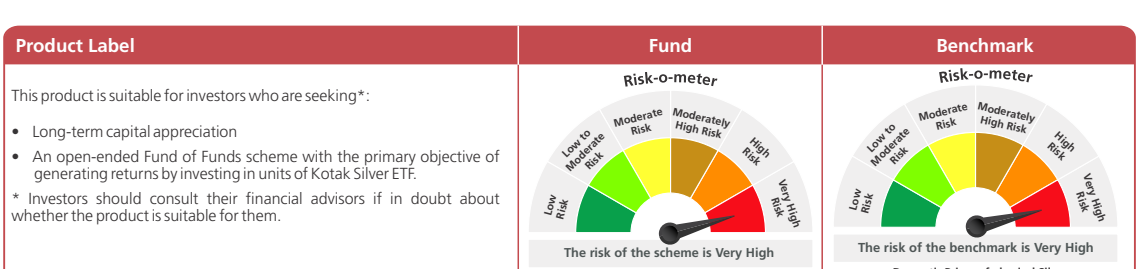 Product Label
Fund
Benchmark
This product is suitable for investors who are seeking*:
• Long-term capital appreciation
• An open-ended Fund of Funds scheme with the primary objective of
generating returns by investing in units of Kotak Silver ETF.
* Investors should consult their financial advisors if in doubt about
whether the product is suitable for them.
Risk-o-meter
Low
Risk
Low to
Moderate
Risk
Moderate
Risk
Moderately
High Risk
High
Risk
Very High
Risk
The risk of the scheme is Very High
Risk-o-meter
Low
Risk
Low to
Moderate
Risk
Moderate
Risk
Moderately
High Risk
High
Risk
Very High
Risk
The risk of the benchmark is Very High